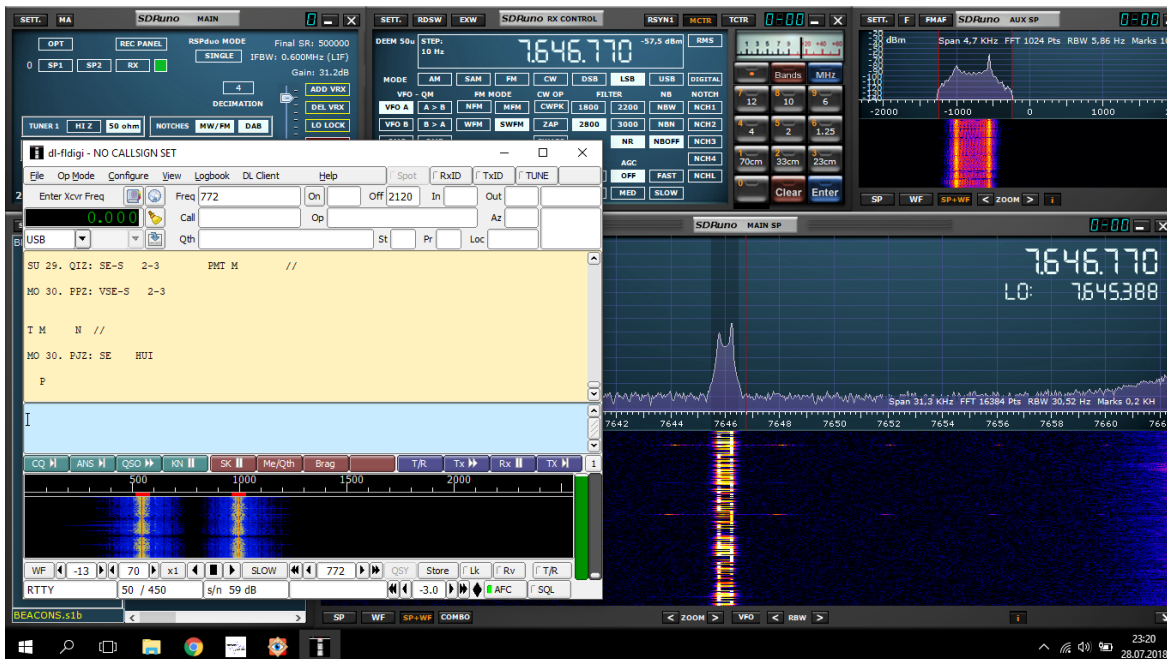 SETT. MA SDRuno MAIN
OPT REC PANEL RSPduo MODE Final SR: 500000
SINGLE IFBW: 0.600MHz (LIF)
0 SP1 SP2 RX Gain: 31.2dB
4 ADD VRX
DECIMATION DEL VRX
TUNER 1 HI Z 50 ohm NOTCHES MW/FM DAB LO LOCK
SETT. RDSW EXW SDRuno RX CONTROL RSYN1 MCTR TCTR
DEEM 50u STEP: 7.646.770 -57,5 dBm RMS
10 Hz
MODE AM SAM FM CW DSB LSB USB DIGITAL
VFO - QM FM MODE CW OP FILTER NB NOTCH
VFO A A > B NFM MFM CWPK 1800 2200 NBW NCH1
VFO B B > A WFM SWFM ZAP 2800 3000 NBN NCH2
NR NBOFF NCH3
AGC NCH4
OFF FAST NCHL
MED SLOW
Bands MHz
12 10 6
4 2 1.25
70cm 33cm 23cm
Clear Enter
SETT. F FMAF SDRuno AUX SP
dBm Span 4,7 KHz FFT 1024 Pts RBW 5,86 Hz Marks 10
-2000 -1000 0 1000
SP WF SP+WF < ZOOM > i
dl-fldigi - NO CALLSIGN SET
File Op Mode Configure View Logbook DL Client Help Spot RxID TxID TUNE
Enter Xcvr Freq Freq 772 On Off 2120 In Out
0.000 Call Op Az
USB Qth St Pr Loc
SU 29. QIZ: SE-S 2-3 PMT M //
MO 30. PPZ: VSE-S 2-3
T M N //
MO 30. PJZ: SE HUI
P
CQ ANS QSO KN SK Me/Qth Brag T/R Tx Rx TX 1
500 1000 1500 2000
WF -13 70 x1 SLOW 772 QSY Store Lk Rv T/R
RTTY 50 / 450 s/n 59 dB -3.0 AFC SQL
BEACONS.s1b
SDRuno MAIN SP
7.646.770
LO: 7.645.388
Span 31,3 KHz FFT 16384 Pts RBW 30,52 Hz Marks 0,2 KH
7642 7644 7646 7648 7650 7652 7654 7656 7658 7660 766
SP WF SP+WF COMBO < ZOOM > VFO < RBW > i
23:20
28.07.2018